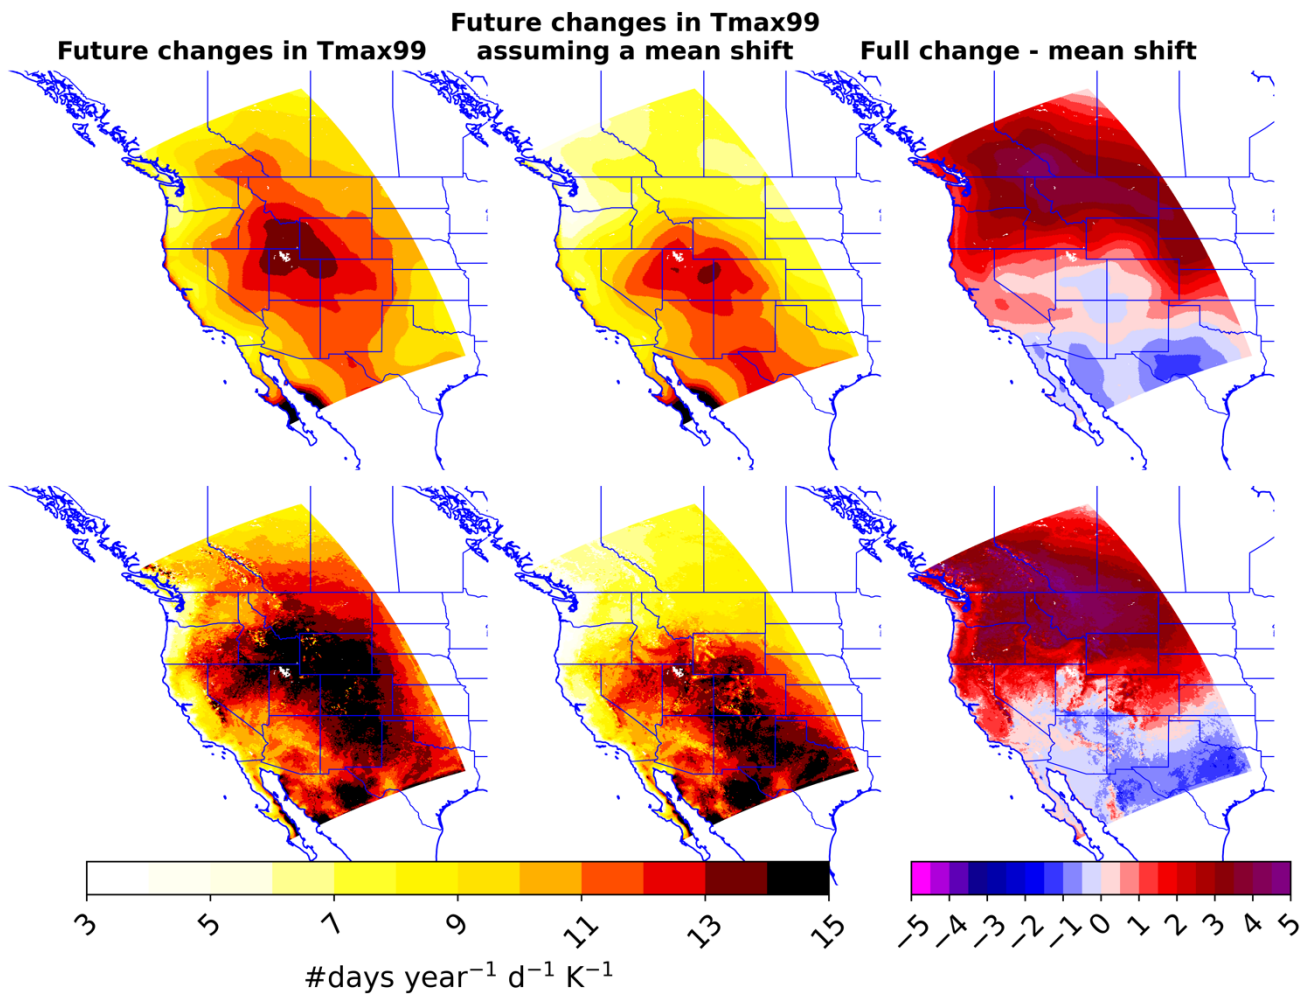 Future changes in Tmax99
Future changes in Tmax99
assuming a mean shift
Full change - mean shift
3 5 7 9 11 13 15
#days year⁻¹ d⁻¹ K⁻¹
−5 −4 −3 −2 −1 0 1 2 3 4 5